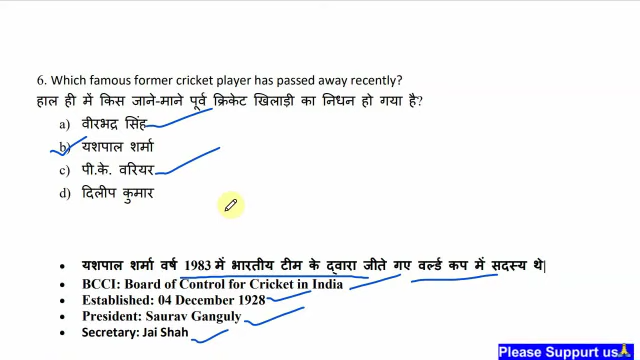 6. Which famous former cricket player has passed away recently?
हाल ही में किस जाने-माने पूर्व क्रिकेट खिलाड़ी का निधन हो गया है?
a) वीरभद्र सिंह
b) यशपाल शर्मा
c) पी.के. वरियर
d) दिलीप कुमार
• यशपाल शर्मा वर्ष 1983 में भारतीय टीम के द्वारा जीते गए वर्ल्ड कप में सदस्य थे|
• BCCI: Board of Control for Cricket in India
• Established: 04 December 1928
• President: Saurav Ganguly
• Secretary: Jai Shah
Please Suppurt us🙏